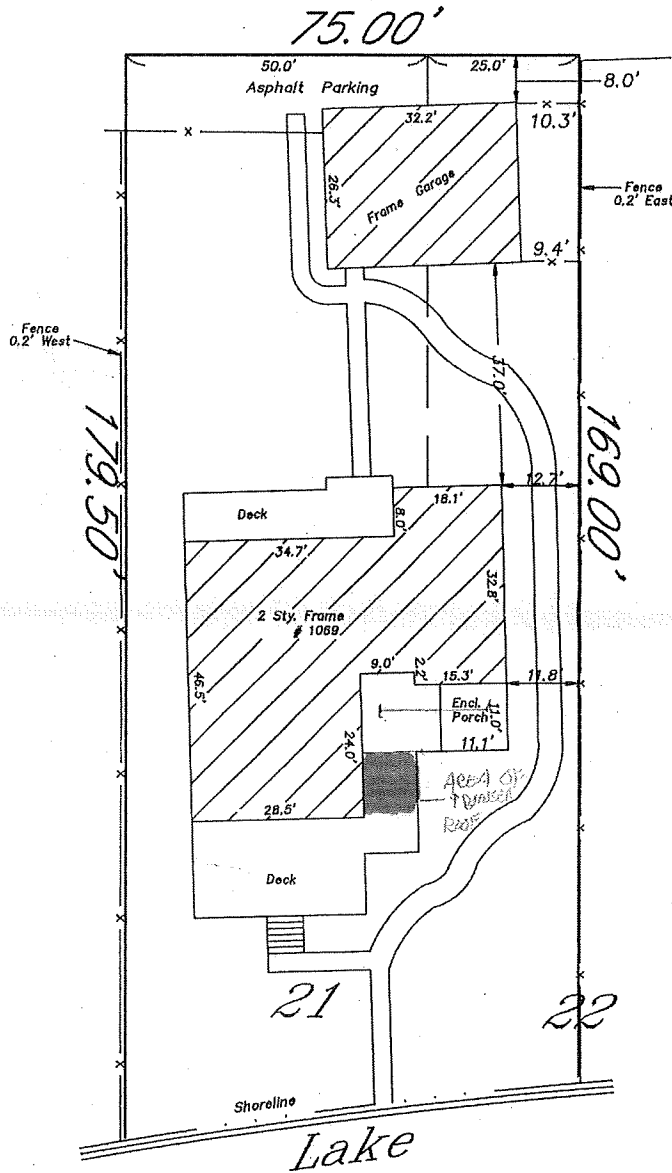 75.00'
50.0'
25.0'
8.0'
Asphalt Parking
32.2'
10.3'
26.3'
Frame Garage
Fence
0.2' East
9.4'
Fence
0.2' West
37.0'
179.50'
169.00'
12.7'
Deck
18.1'
8.0'
34.7'
32.8'
2 Sty. Frame
# 1069
9.0'
2.2'
15.3'
11.8'
46.5'
Encl.
Porch
11.0'
24.0'
11.1'
AREA OF
ROOF
28.5'
Deck
21
22
Shoreline
Lake